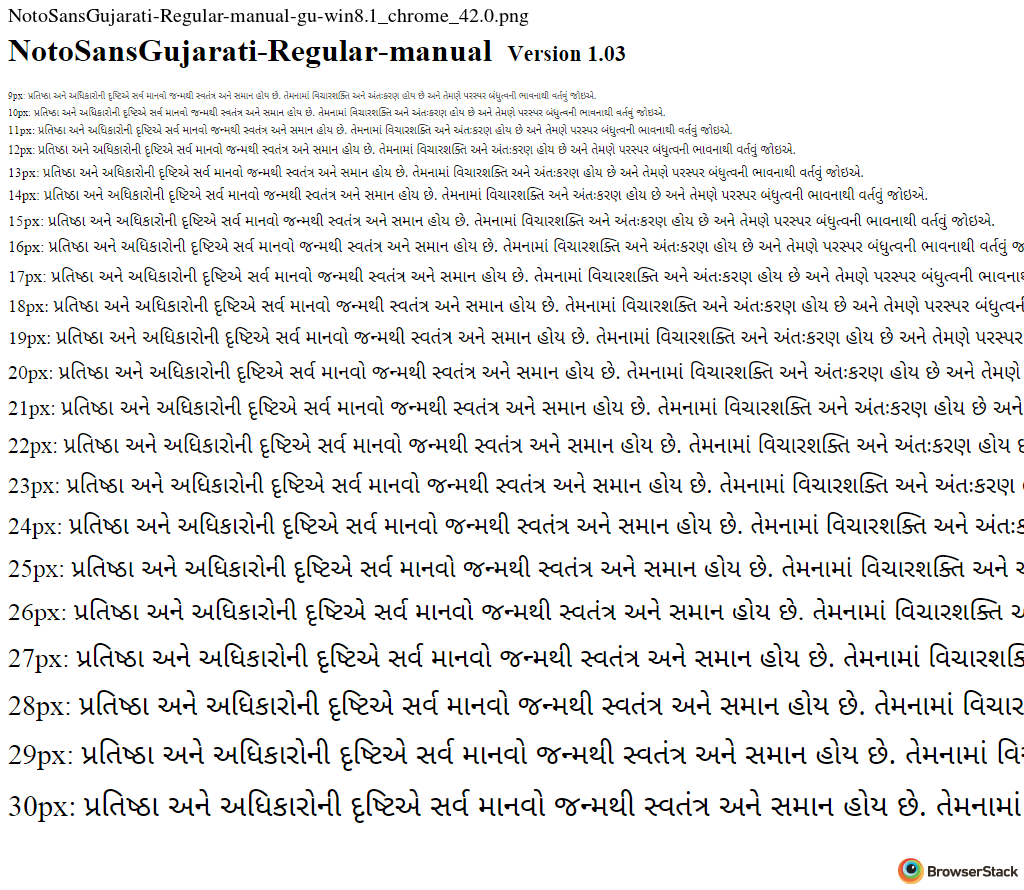 NotoSansGujarati-Regular-manual-gu-win8.1_chrome_42.0.png
NotoSansGujarati-Regular-manual Version 1.03
9px: પ્રતિષ્ઠા અને અધિકારોની દૃષ્ટિએ સર્વ માનવો જન્મથી સ્વતંત્ર અને સમાન હોય છે. તેમનામાં વિચારશક્તિ અને અંતઃકરણ હોય છે અને તેમણે પરસ્પર બંધુત્વની ભાવનાથી વર્તવું જોઇએ.
10px: પ્રતિષ્ઠા અને અધિકારોની દૃષ્ટિએ સર્વ માનવો જન્મથી સ્વતંત્ર અને સમાન હોય છે. તેમનામાં વિચારશક્તિ અને અંતઃકરણ હોય છે અને તેમણે પરસ્પર બંધુત્વની ભાવનાથી વર્તવું જોઇએ.
11px: પ્રતિષ્ઠા અને અધિકારોની દૃષ્ટિએ સર્વ માનવો જન્મથી સ્વતંત્ર અને સમાન હોય છે. તેમનામાં વિચારશક્તિ અને અંતઃકરણ હોય છે અને તેમણે પરસ્પર બંધુત્વની ભાવનાથી વર્તવું જોઇએ.
12px: પ્રતિષ્ઠા અને અધિકારોની દૃષ્ટિએ સર્વ માનવો જન્મથી સ્વતંત્ર અને સમાન હોય છે. તેમનામાં વિચારશક્તિ અને અંતઃકરણ હોય છે અને તેમણે પરસ્પર બંધુત્વની ભાવનાથી વર્તવું જોઇએ.
13px: પ્રતિષ્ઠા અને અધિકારોની દૃષ્ટિએ સર્વ માનવો જન્મથી સ્વતંત્ર અને સમાન હોય છે. તેમનામાં વિચારશક્તિ અને અંતઃકરણ હોય છે અને તેમણે પરસ્પર બંધુત્વની ભાવનાથી વર્તવું જોઇએ.
14px: પ્રતિષ્ઠા અને અધિકારોની દૃષ્ટિએ સર્વ માનવો જન્મથી સ્વતંત્ર અને સમાન હોય છે. તેમનામાં વિચારશક્તિ અને અંતઃકરણ હોય છે અને તેમણે પરસ્પર બંધુત્વની ભાવનાથી વર્તવું જોઇએ.
15px: પ્રતિષ્ઠા અને અધિકારોની દૃષ્ટિએ સર્વ માનવો જન્મથી સ્વતંત્ર અને સમાન હોય છે. તેમનામાં વિચારશક્તિ અને અંતઃકરણ હોય છે અને તેમણે પરસ્પર બંધુત્વની ભાવનાથી વર્તવું જોઇએ.
16px: પ્રતિષ્ઠા અને અધિકારોની દૃષ્ટિએ સર્વ માનવો જન્મથી સ્વતંત્ર અને સમાન હોય છે. તેમનામાં વિચારશક્તિ અને અંતઃકરણ હોય છે અને તેમણે પરસ્પર બંધુત્વની ભાવનાથી વર્તવું
17px: પ્રતિષ્ઠા અને અધિકારોની દૃષ્ટિએ સર્વ માનવો જન્મથી સ્વતંત્ર અને સમાન હોય છે. તેમનામાં વિચારશક્તિ અને અંતઃકરણ હોય છે અને તેમણે પરસ્પર બંધુત્વની
18px: પ્રતિષ્ઠા અને અધિકારોની દૃષ્ટિએ સર્વ માનવો જન્મથી સ્વતંત્ર અને સમાન હોય છે. તેમનામાં વિચારશક્તિ અને અંતઃકરણ હોય છે અને તેમણે પરસ્પર બંધુત્વની
19px: પ્રતિષ્ઠા અને અધિકારોની દૃષ્ટિએ સર્વ માનવો જન્મથી સ્વતંત્ર અને સમાન હોય છે. તેમનામાં વિચારશક્તિ અને અંતઃકરણ હોય છે અને તેમણે પરસ્પર
20px: પ્રતિષ્ઠા અને અધિકારોની દૃષ્ટિએ સર્વ માનવો જન્મથી સ્વતંત્ર અને સમાન હોય છે. તેમનામાં વિચારશક્તિ અને અંતઃકરણ હોય છે અને તેમણે
21px: પ્રતિષ્ઠા અને અધિકારોની દૃષ્ટિએ સર્વ માનવો જન્મથી સ્વતંત્ર અને સમાન હોય છે. તેમનામાં વિચારશક્તિ અને અંતઃકરણ હોય છે અને
22px: પ્રતિષ્ઠા અને અધિકારોની દૃષ્ટિએ સર્વ માનવો જન્મથી સ્વતંત્ર અને સમાન હોય છે. તેમનામાં વિચારશક્તિ અને અંતઃકરણ હોય
23px: પ્રતિષ્ઠા અને અધિકારોની દૃષ્ટિએ સર્વ માનવો જન્મથી સ્વતંત્ર અને સમાન હોય છે. તેમનામાં વિચારશક્તિ અને અંતઃકરણ
24px: પ્રતિષ્ઠા અને અધિકારોની દૃષ્ટિએ સર્વ માનવો જન્મથી સ્વતંત્ર અને સમાન હોય છે. તેમનામાં વિચારશક્તિ અને
25px: પ્રતિષ્ઠા અને અધિકારોની દૃષ્ટિએ સર્વ માનવો જન્મથી સ્વતંત્ર અને સમાન હોય છે. તેમનામાં વિચારશક્તિ અને
26px: પ્રતિષ્ઠા અને અધિકારોની દૃષ્ટિએ સર્વ માનવો જન્મથી સ્વતંત્ર અને સમાન હોય છે. તેમનામાં વિચારશક્તિ
27px: પ્રતિષ્ઠા અને અધિકારોની દૃષ્ટિએ સર્વ માનવો જન્મથી સ્વતંત્ર અને સમાન હોય છે. તેમનામાં
28px: પ્રતિષ્ઠા અને અધિકારોની દૃષ્ટિએ સર્વ માનવો જન્મથી સ્વતંત્ર અને સમાન હોય છે. તેમનામાં વિચાર
29px: પ્રતિષ્ઠા અને અધિકારોની દૃષ્ટિએ સર્વ માનવો જન્મથી સ્વતંત્ર અને સમાન હોય છે. તેમનામાં
30px: પ્રતિષ્ઠા અને અધિકારોની દૃષ્ટિએ સર્વ માનવો જન્મથી સ્વતંત્ર અને સમાન હોય છે. તેમનામાં
BrowserStack